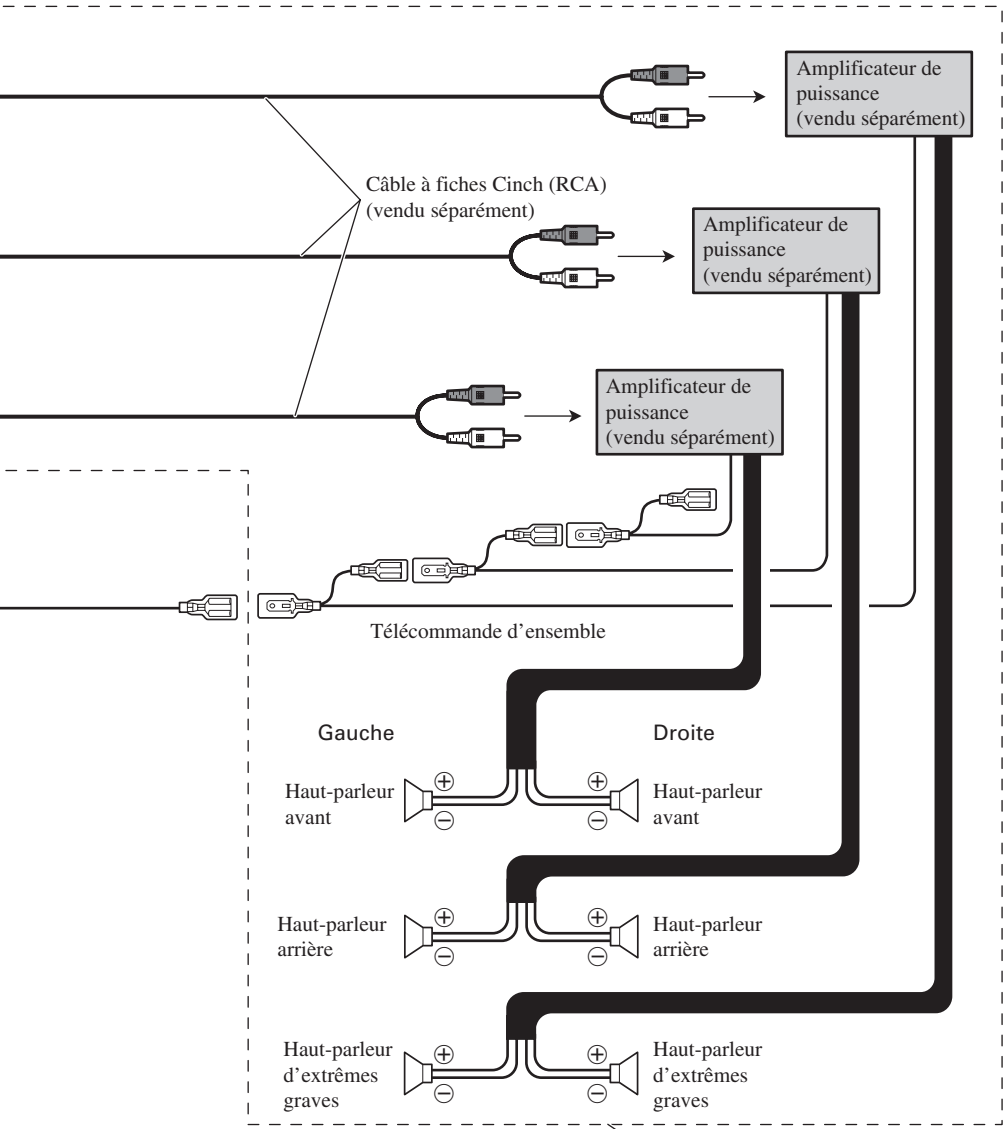 Amplificateur de
puissance
(vendu séparément)
Câble à fiches Cinch (RCA)
(vendu séparément)
Amplificateur de
puissance
(vendu séparément)
Amplificateur de
puissance
(vendu séparément)
Télécommande d’ensemble
Gauche
Droite
Haut-parleur
avant
⊕
⊖
⊕
⊖
Haut-parleur
avant
Haut-parleur
arrière
⊕
⊖
⊕
⊖
Haut-parleur
arrière
Haut-parleur
d’extrêmes
graves
⊕
⊖
⊕
⊖
Haut-parleur
d’extrêmes
graves